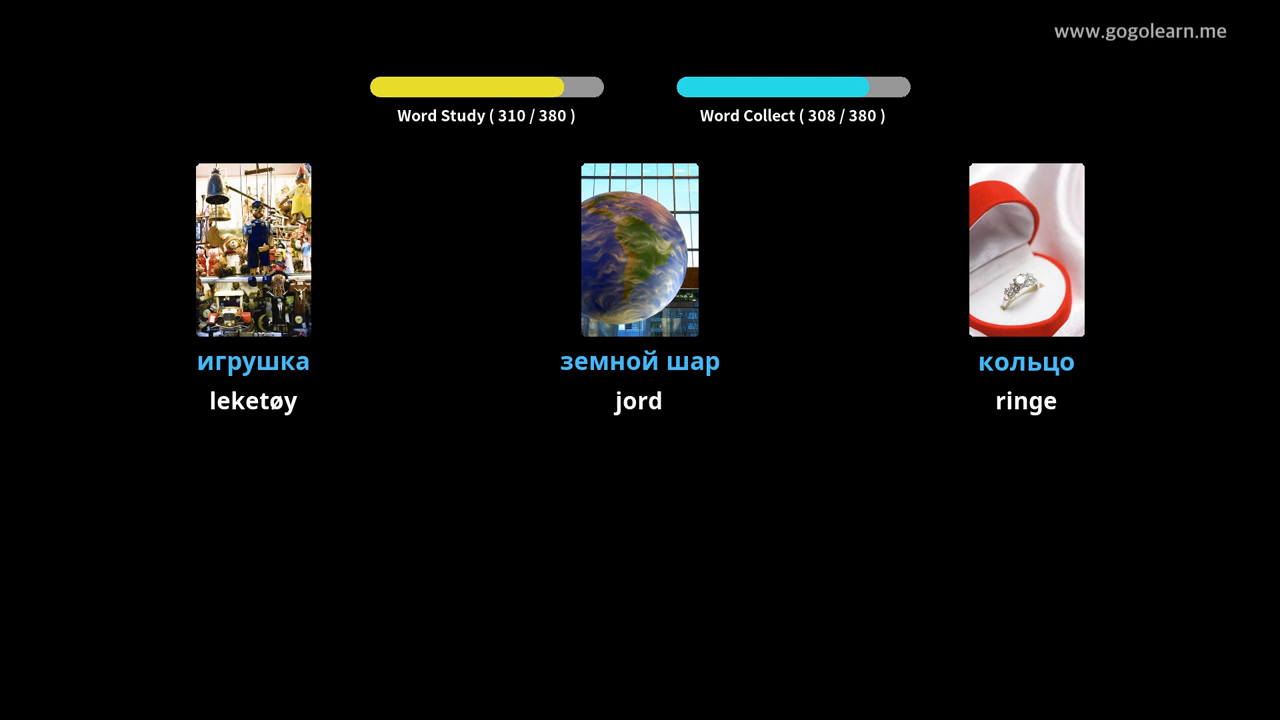 www.gogolearn.me
Word Study ( 310 / 380 )
Word Collect ( 308 / 380 )
игрушка
земной шар
кольцо
leketøy
jord
ringe